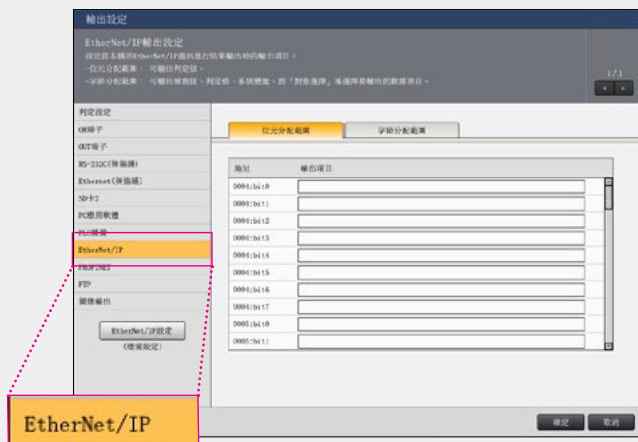 輸出設定
EtherNet/IP輸出設定
設定從本機的EtherNet/IP通訊進行結果輸出時的輸出項目。
-位元分配範圍： 可輸出判定值。
-字節分配範圍： 可輸出檢測值、判定值、系統變量。按「對象選擇」後選擇要輸出的數據項目。
1/1
判定設定
OR端子
OUT端子
RS-232C(無協議)
Ethernet(無協議)
SD卡2
PC應用軟體
PLC鏈接
EtherNet/IP
PROFINET
FTP
圖像輸出
EtherNet/IP設定
(環境設定)
位元分配範圍 字節分配範圍
地址 輸出項目
0004:bit0
0004:bit1
0004:bit2
0004:bit3
0004:bit4
0004:bit5
0004:bit6
0004:bit7
0005:bit0
0005:bit1
確定 取消
EtherNet/IP